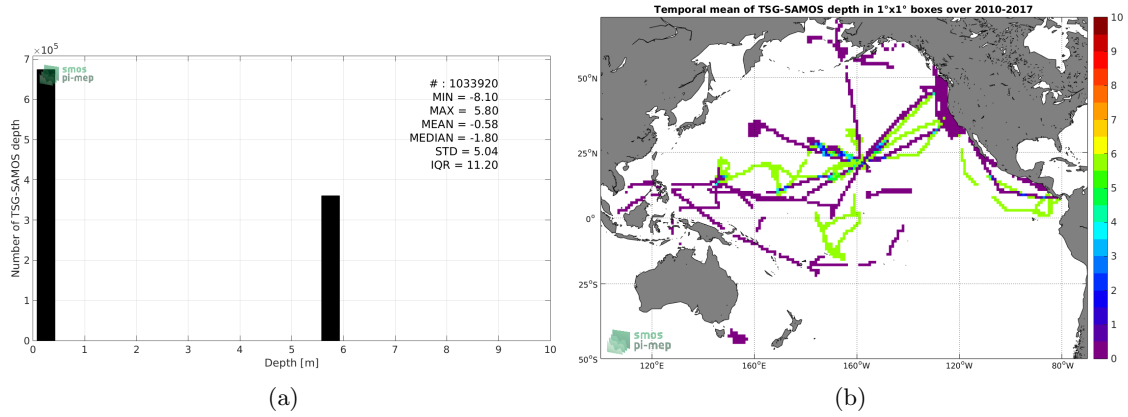 ×10⁵
7
6
5
4
3
2
1
0
Number of TSG-SAMOS depth
smos
pi-mep
# : 1033920
MIN = -8.10
MAX = 5.80
MEAN = -0.58
MEDIAN = -1.80
STD = 5.04
IQR = 11.20
0 1 2 3 4 5 6 7 8 9 10
Depth [m]
(a)
Temporal mean of TSG-SAMOS depth in 1°x1° boxes over 2010-2017
50°N
25°N
0°
25°S
50°S
smos
pi-mep
120°E 160°E 160°W 120°W 80°W
10
9
8
7
6
5
4
3
2
1
0
(b)